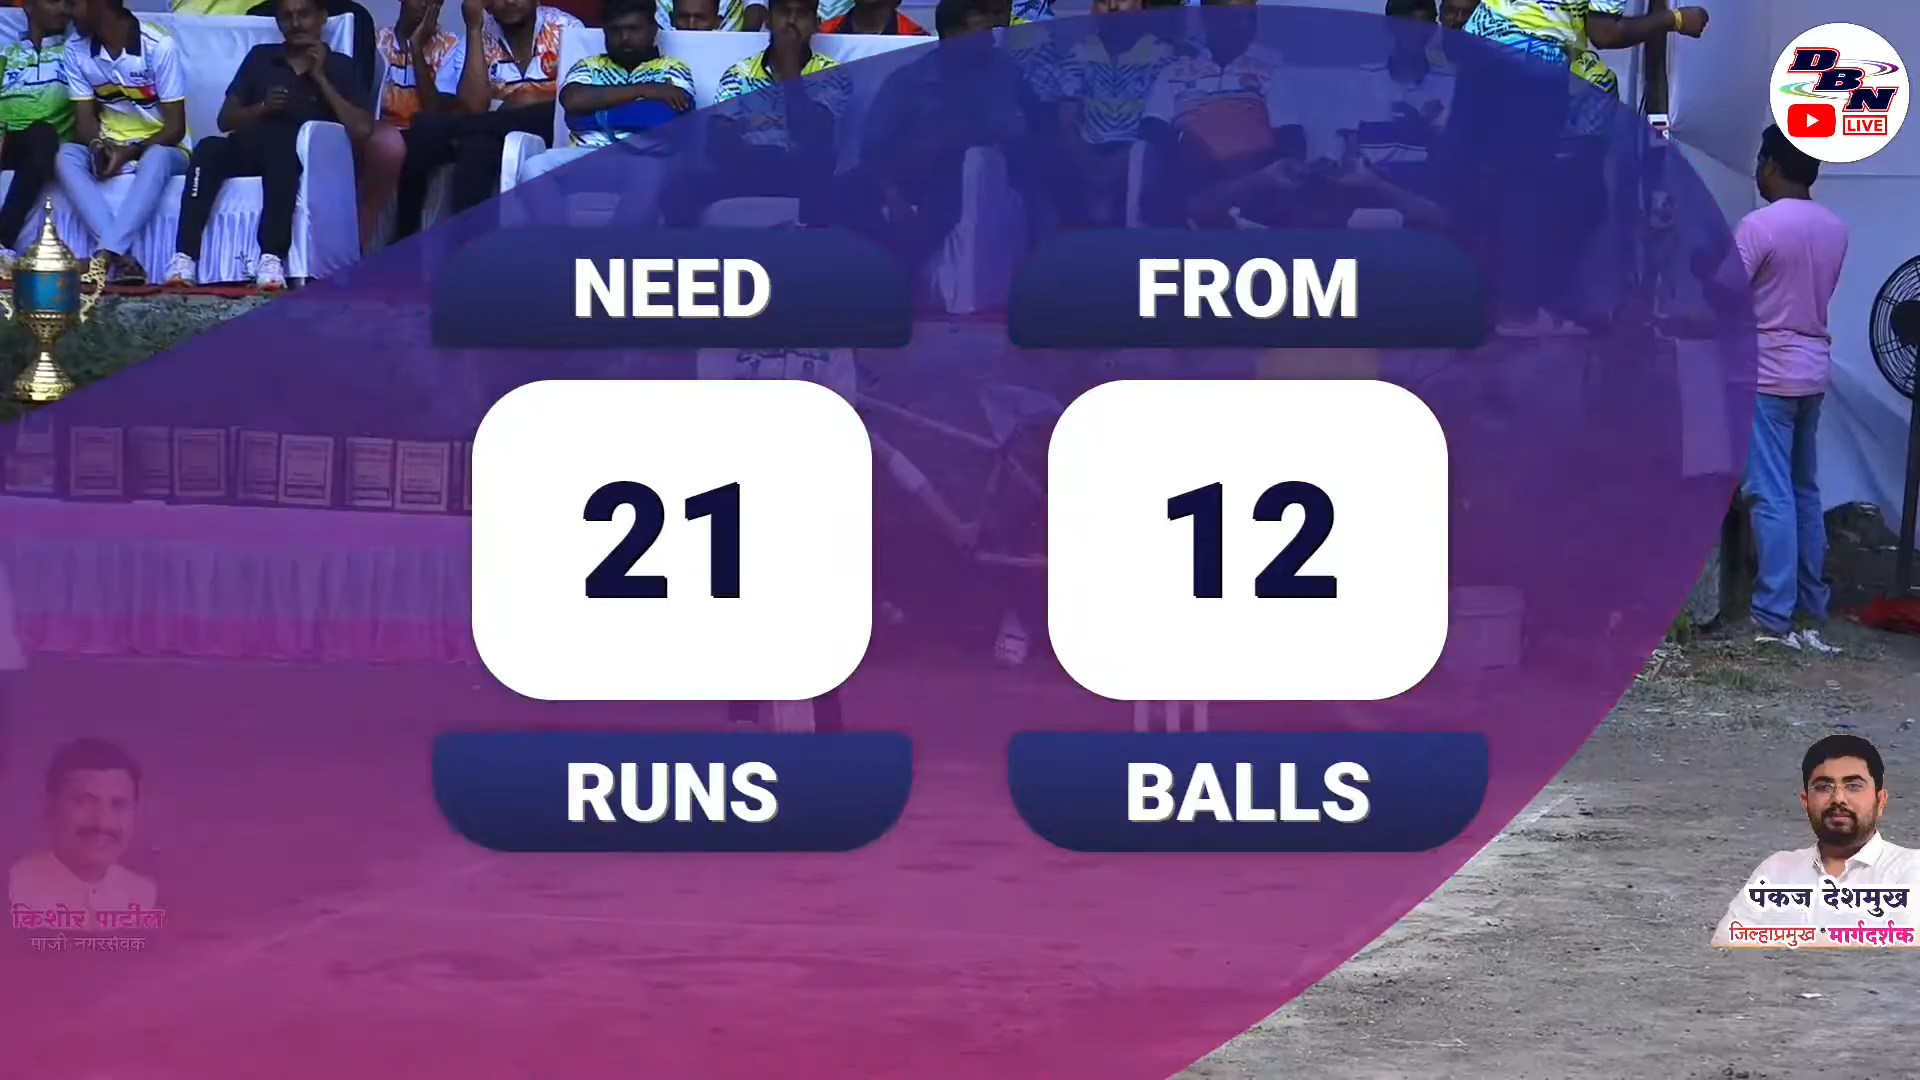 DBN
LIVE
NEED
FROM
21
12
RUNS
BALLS
किशोर पाटील
माजी नगरसेवक
पंकज देशमुख
जिल्हाप्रमुख • मार्गदर्शक